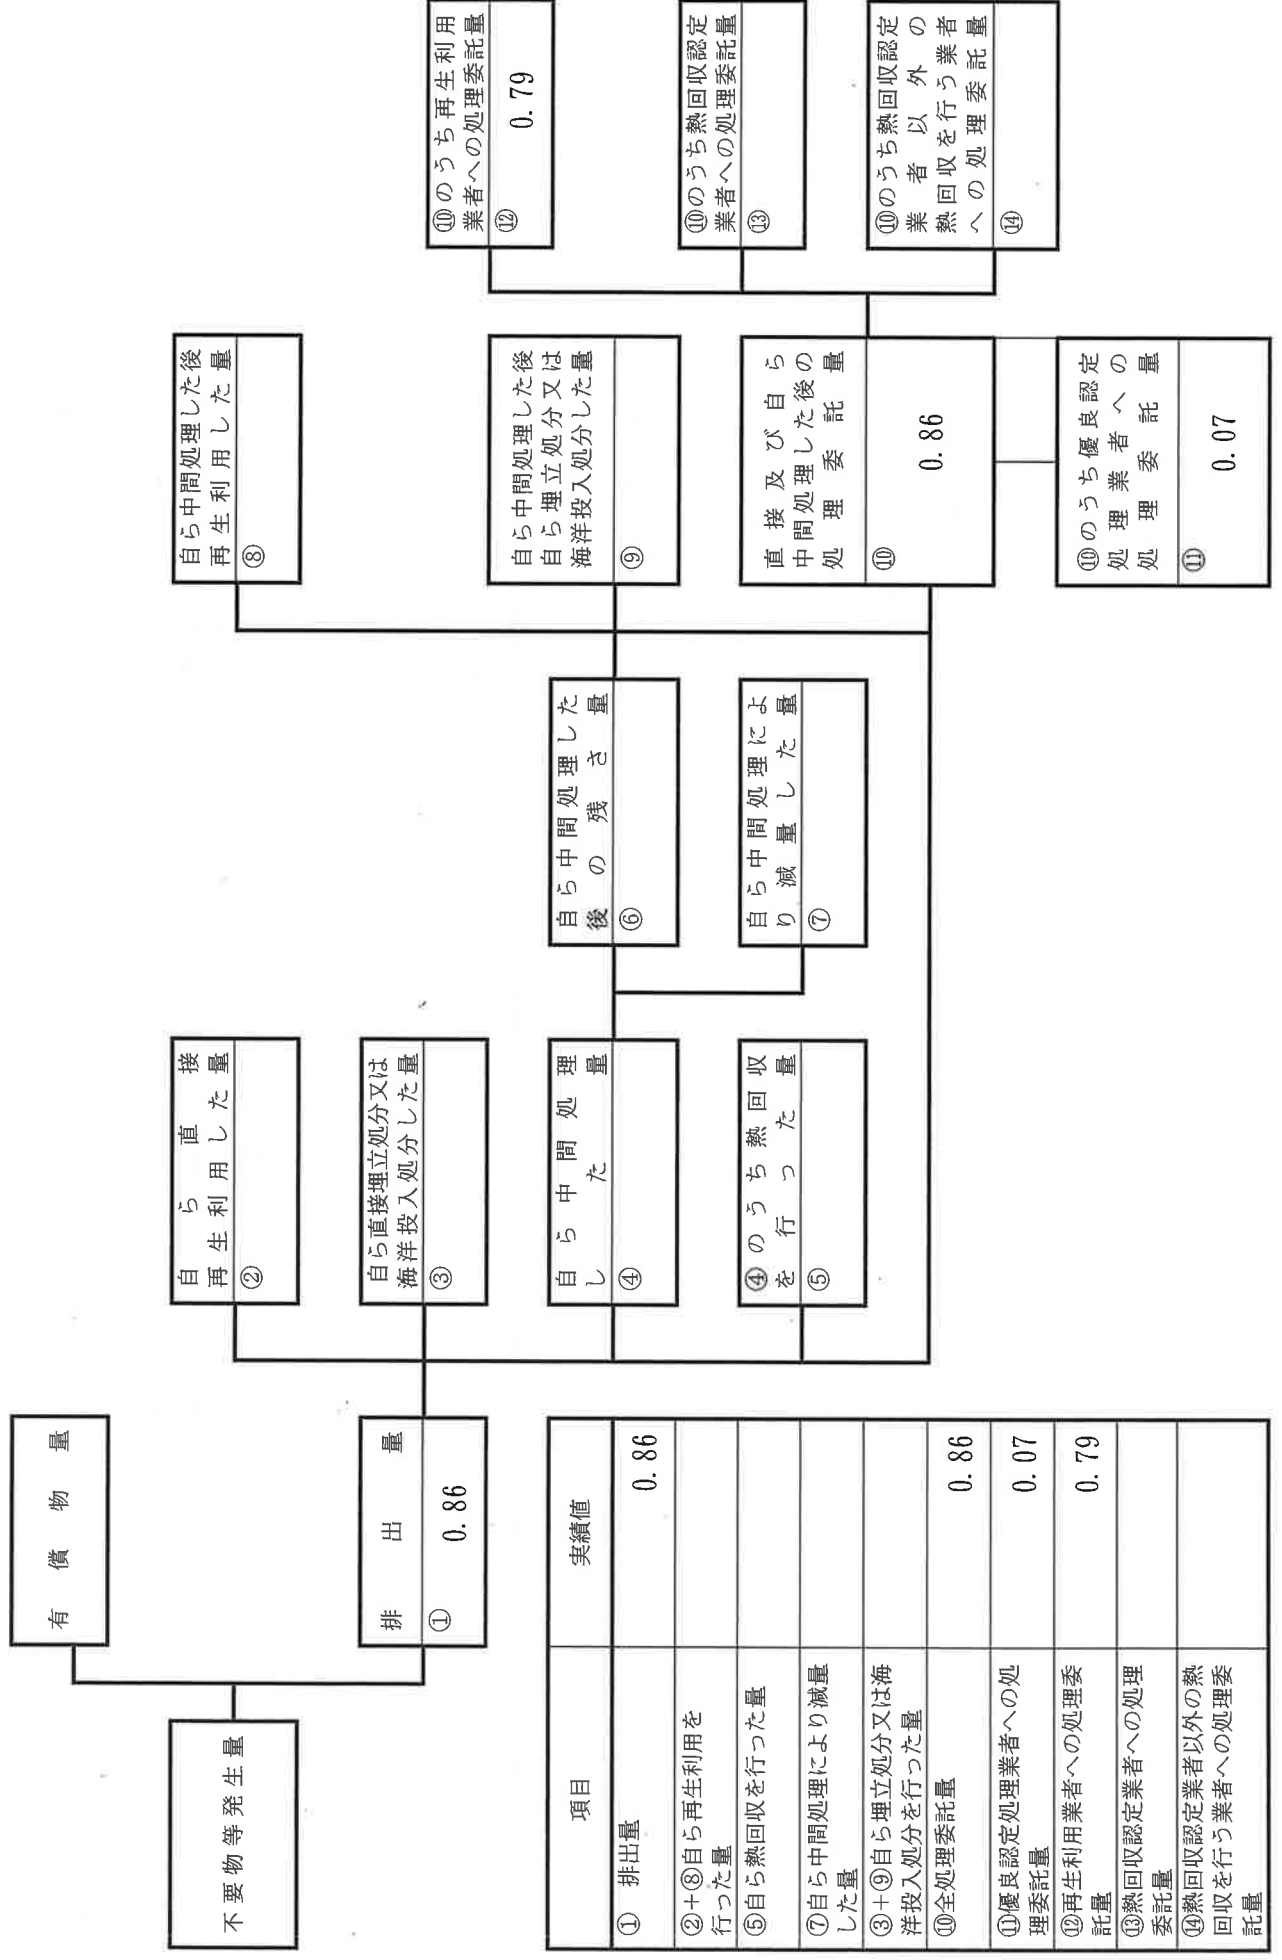 有償物量
不要物等発生量
排出量
① 0.86
自ら直接
再生利用した量
②
自ら直接埋立処分又は
海洋投入処分した量
③
自ら中間処理
した量
④
④のうち熱回収
を行った量
⑤
自ら中間処理した
後の残さ量
⑥
自ら中間処理によ
り減量した量
⑦
自ら中間処理した後
再生利用した量
⑧
自ら中間処理した後
自ら埋立処分又は
海洋投入処分した量
⑨
直接及び自ら
中間処理した後の
処理委託量
⑩ 0.86
⑩のうち優良認定
処理業者への
処理委託量
⑪ 0.07
⑩のうち再生利用
業者への処理委託量
⑫ 0.79
⑩のうち熱回収認定
業者への処理委託量
⑬
⑩のうち熱回収認定
業者以外の
熱回収を行う業者
への処理委託量
⑭
項目 実績値
① 排出量 0.86
②+⑧自ら再生利用を
行った量
⑤自ら熱回収を行った量
⑦自ら中間処理により減量
した量
③+⑨自ら埋立処分又は海
洋投入処分を行った量
⑩全処理委託量 0.86
⑪優良認定処理業者への処
理委託量 0.07
⑫再生利用業者への処理委
託量 0.79
⑬熱回収認定業者への処理
委託量
⑭熱回収認定業者以外の熱
回収を行う業者への処理委
託量